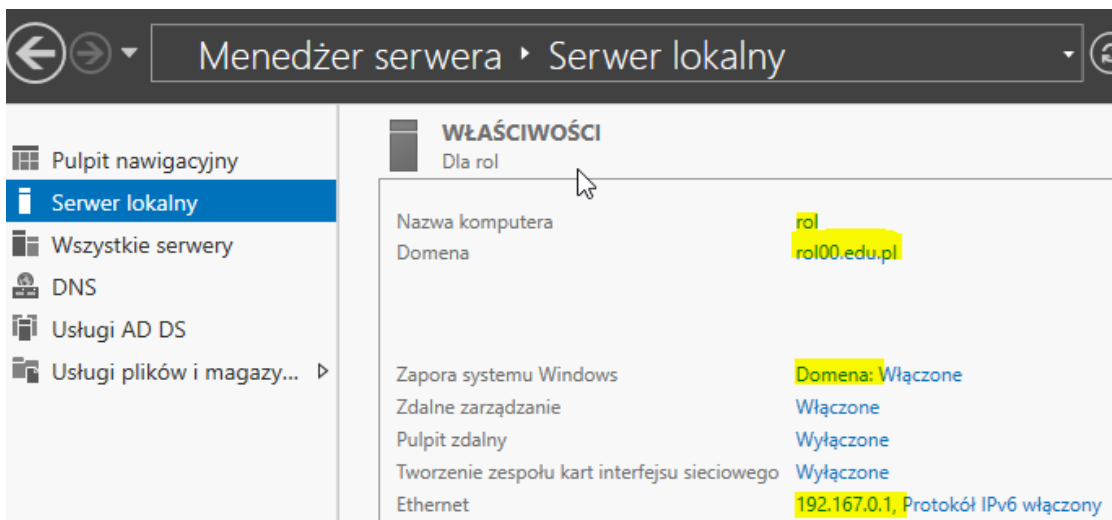 Menedżer serwera ‣ Serwer lokalny
WŁAŚCIWOŚCI
Dla rol
Pulpit nawigacyjny
Serwer lokalny
Wszystkie serwery
DNS
Usługi AD DS
Usługi plików i magazy...
Nazwa komputera rol
Domena rol00.edu.pl
Zapora systemu Windows Domena: Włączone
Zdalne zarządzanie Włączone
Pulpit zdalny Wyłączone
Tworzenie zespołu kart interfejsu sieciowego Wyłączone
Ethernet 192.167.0.1, Protokół IPv6 włączony